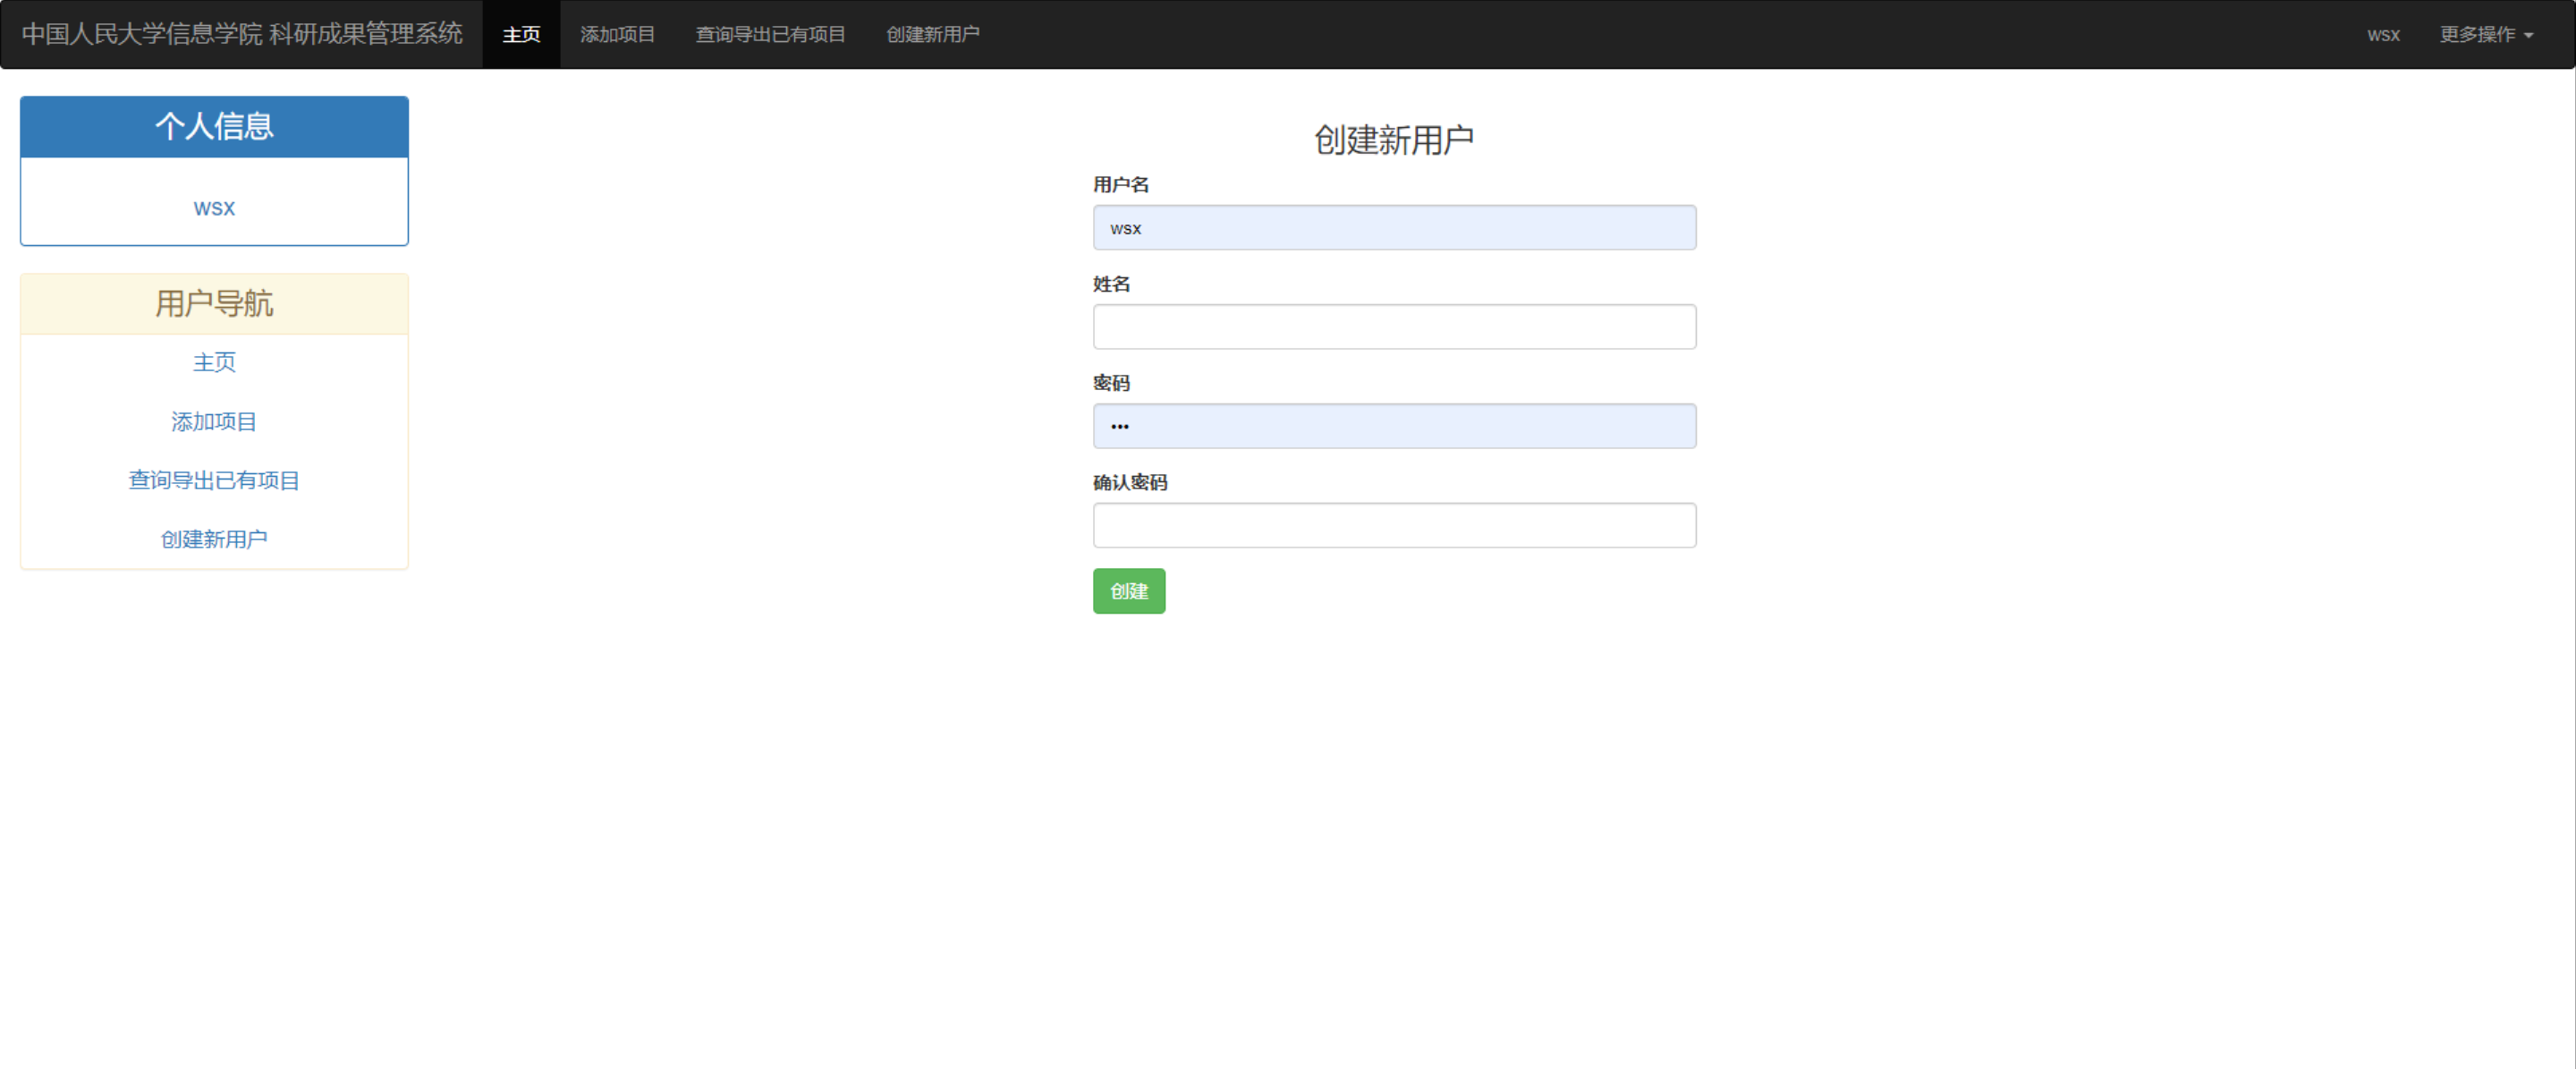 中国人民大学信息学院 科研成果管理系统 主页 添加项目 查询导出已有项目 创建新用户 wsx 更多操作
个人信息
wsx
用户导航
主页
添加项目
查询导出已有项目
创建新用户
创建新用户
用户名
wsx
姓名
密码
•••
确认密码
创建